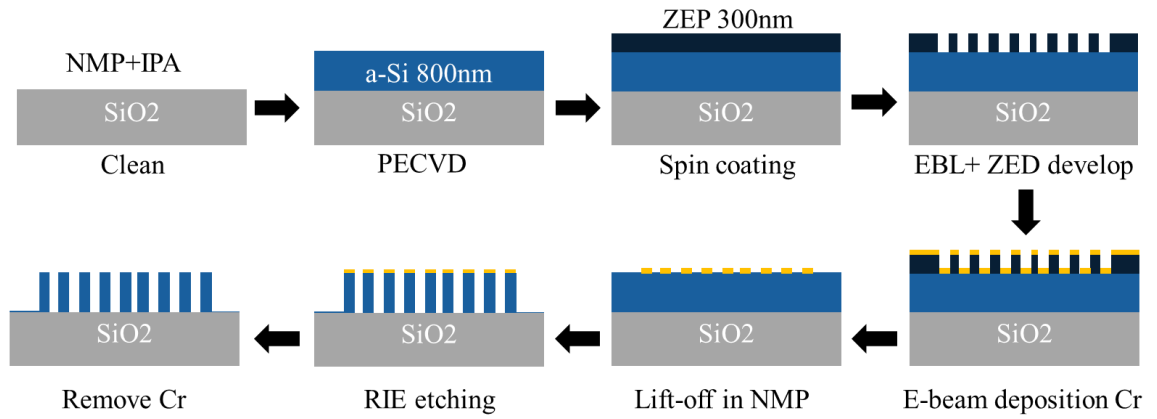 NMP+IPA
SiO2
Clean
a-Si 800nm
SiO2
PECVD
ZEP 300nm
SiO2
Spin coating
SiO2
EBL+ ZED develop
SiO2
E-beam deposition Cr
SiO2
Lift-off in NMP
SiO2
RIE etching
SiO2
Remove Cr